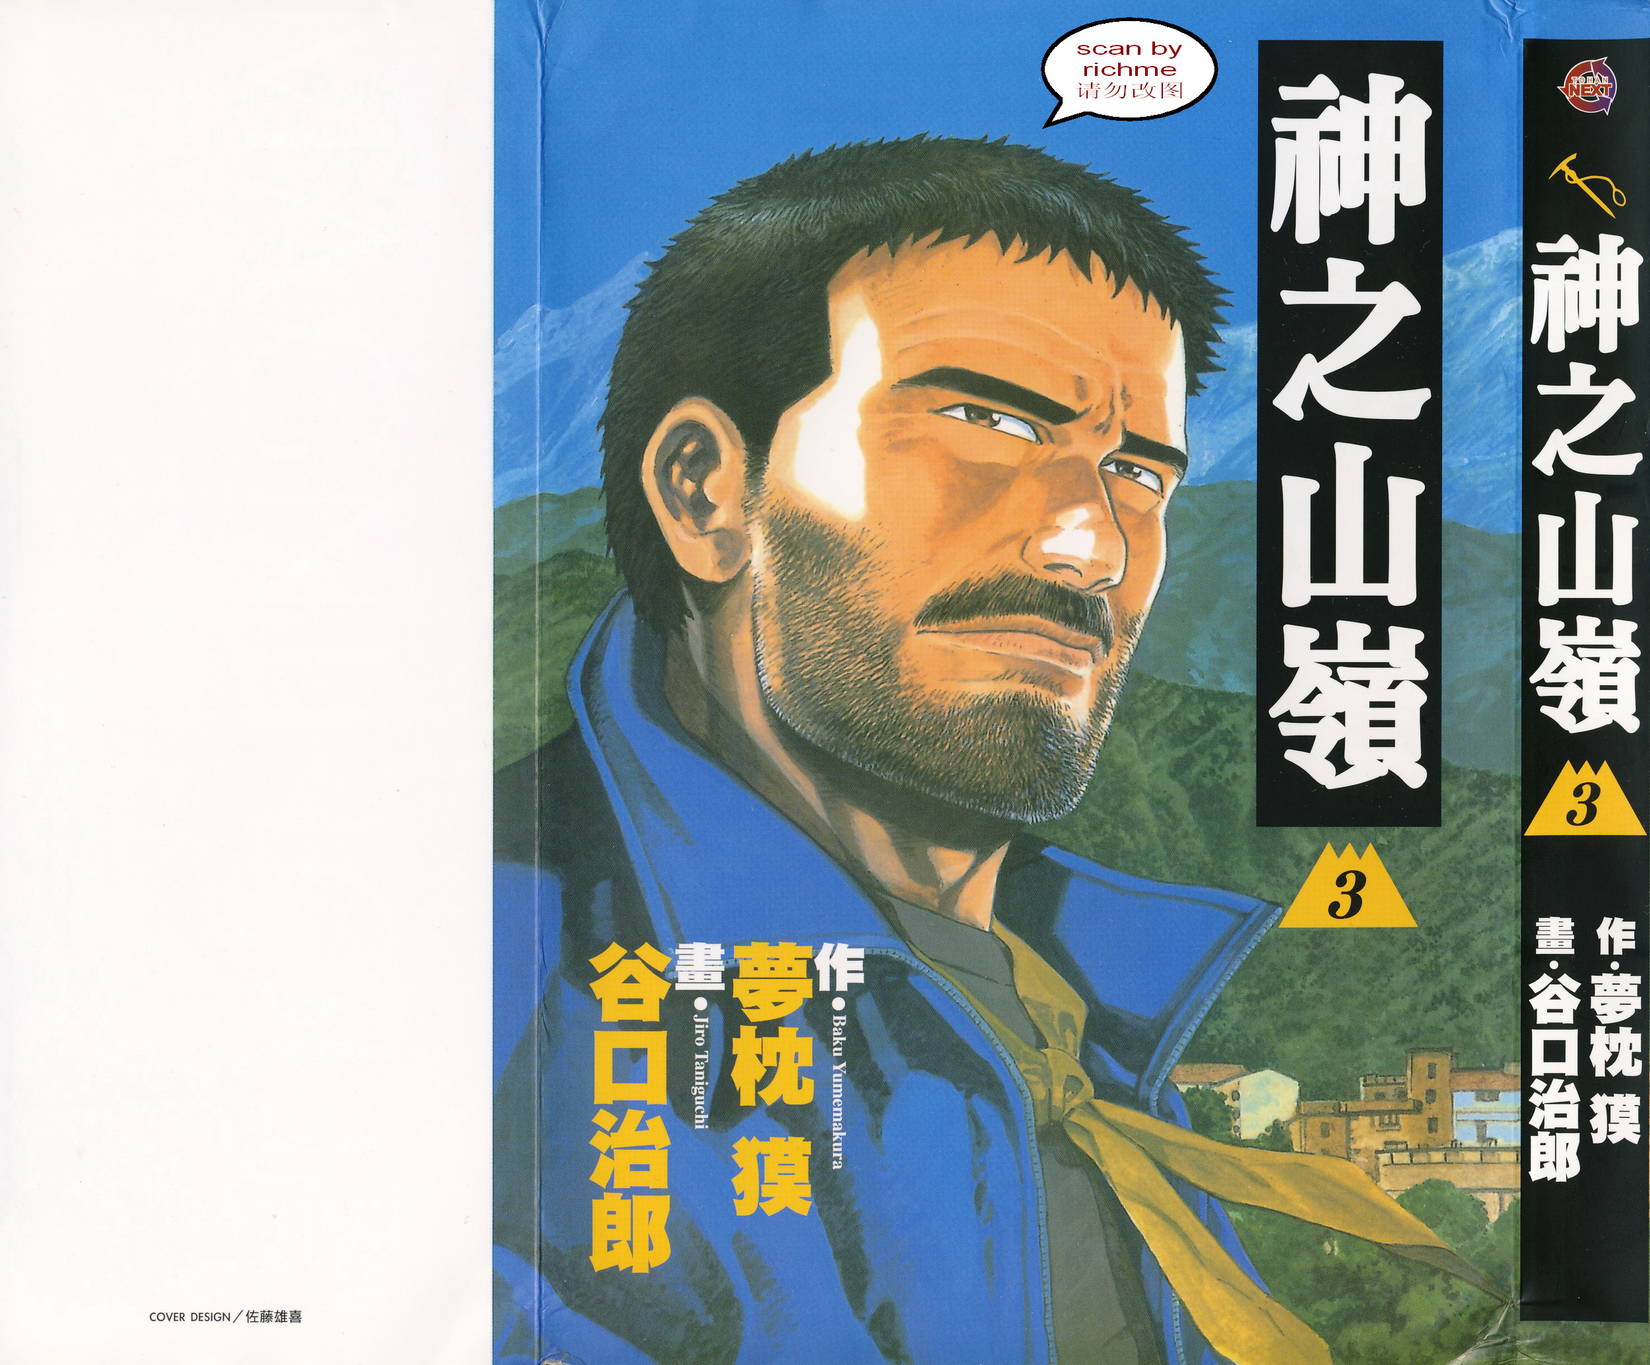 scan by
richme
请勿改图
神之山嶺
3
作・Baku Yumemakura
夢枕 獏
畫・Jiro Taniguchi
谷口治郎
TOHAN
NEXT
神之山嶺
3
作・夢枕 獏
畫・谷口治郎
COVER DESIGN／佐藤雄喜